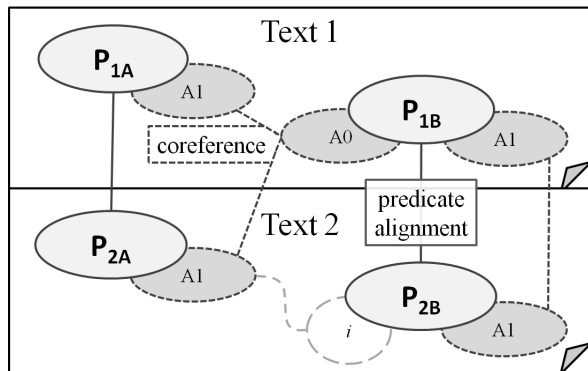 Text 1
P1A
A1
A0
P1B
A1
coreference
predicate
alignment
Text 2
P2A
A1
i
P2B
A1